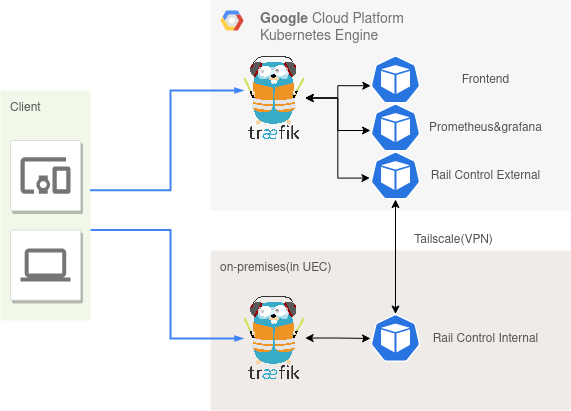 Google Cloud Platform
Kubernetes Engine
Client
træfik
Frontend
Prometheus&grafana
Rail Control External
Tailscale(VPN)
on-premises(in UEC)
træfik
Rail Control Internal